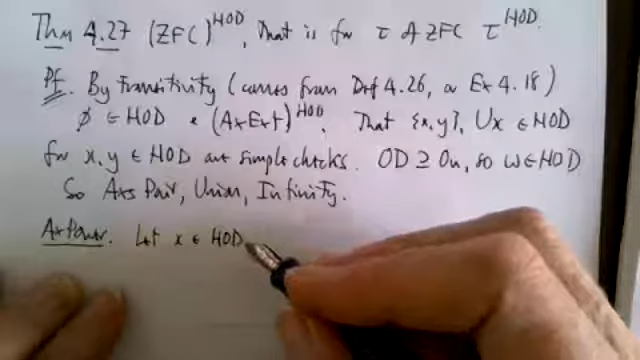 Thm 4.27 (ZFC)^HOD, That is for τ A ZFC τ^HOD.
Pf. By transitivity (comes from Def 4.26, or Ex 4.18)
∅ ∈ HOD & (AxExt)^HOD. That {x,y}, ∪x ∈ HOD
for x,y ∈ HOD are simple checks. OD ⊇ On, so ω ∈ HOD
So Axs Pair, Union, Infinity.
AxPower. Let x ∈ HOD